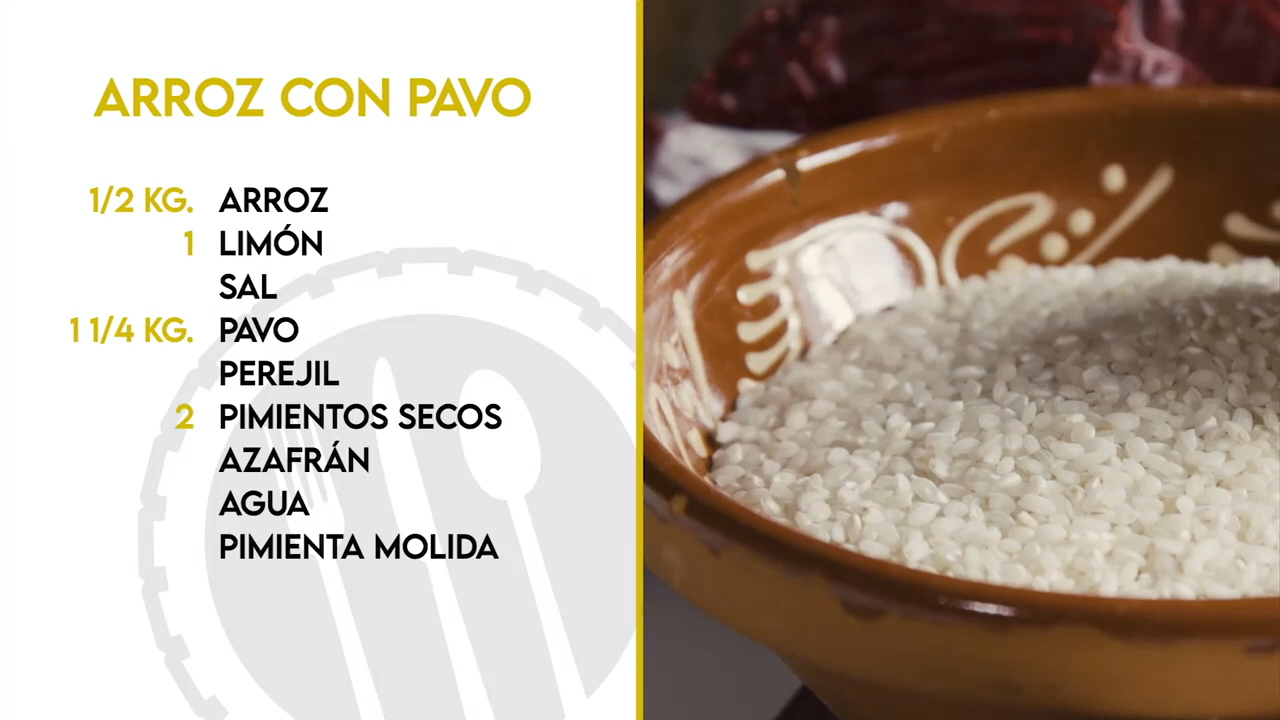 ARROZ CON PAVO
1/2 KG. ARROZ
1 LIMÓN
SAL
1 1/4 KG. PAVO
PEREJIL
2 PIMIENTOS SECOS
AZAFRÁN
AGUA
PIMIENTA MOLIDA